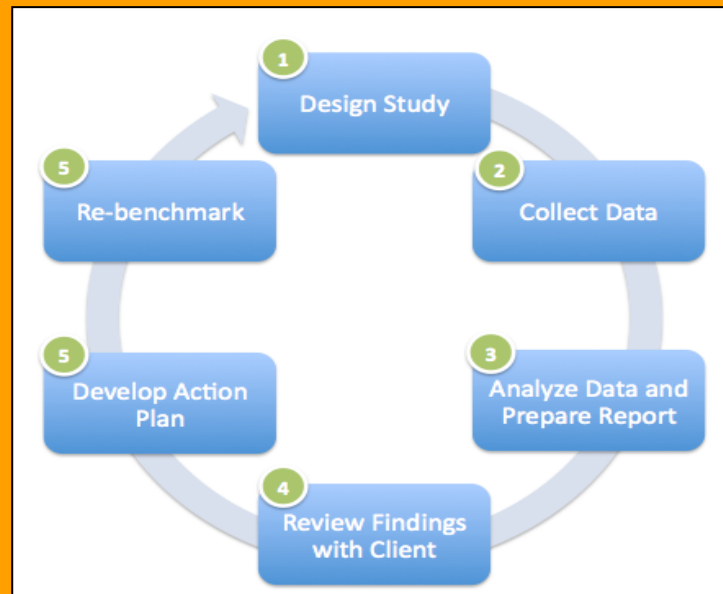 1
Design Study
2
Collect Data
3
Analyze Data and
Prepare Report
4
Review Findings
with Client
5
Develop Action
Plan
5
Re-benchmark